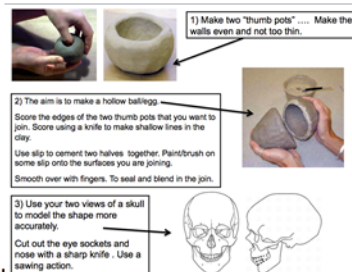 1) Make two “thumb pots” .... Make the
walls even and not too thin.
2) The aim is to make a hollow ball/egg.
Score the edges of the two thumb pots that you want to
join. Score using a knife to make shallow lines in the
clay.
Use slip to cement two halves together. Paint/brush on
some slip onto the surfaces you are joining.
Smooth over with fingers. To seal and blend in the join.
3) Use your two views of a skull
to model the shape more
accurately.
Cut out the eye sockets and
nose with a sharp knife . Use a
sawing action.